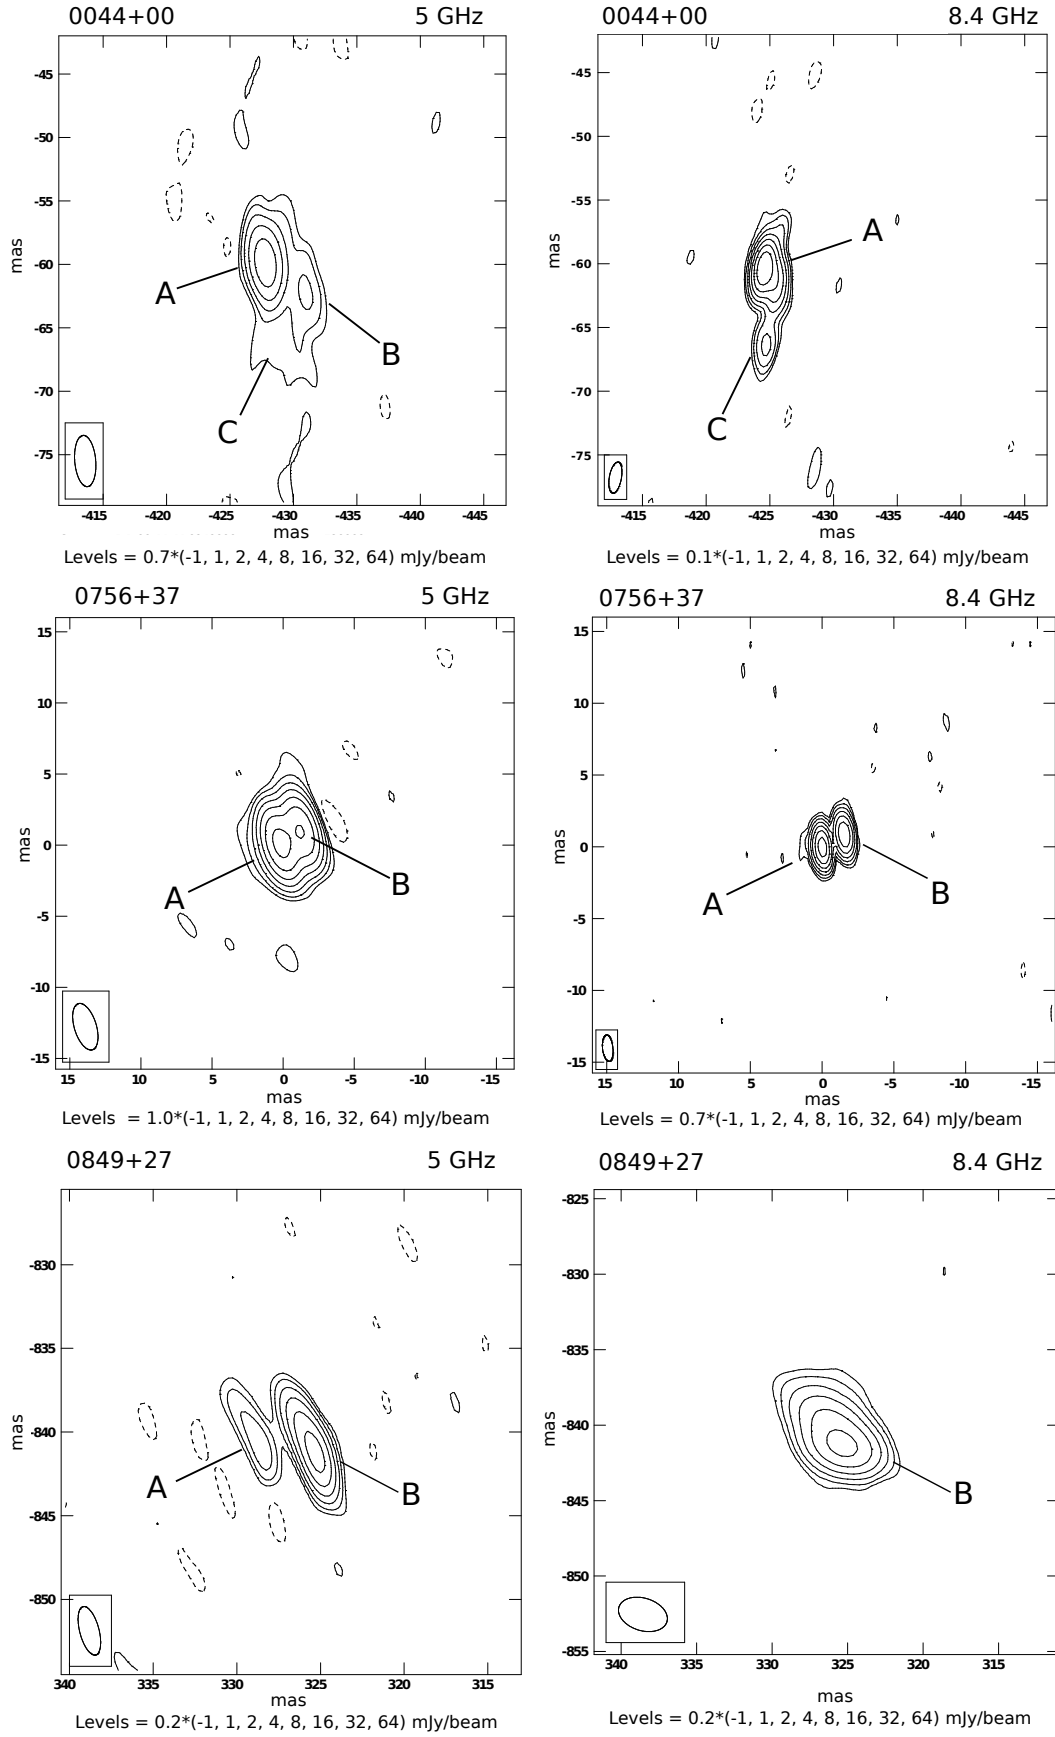 0044+00 5 GHz
-45
-50
-55
-60
-65
-70
-75
mas
A
B
C
-415 -420 -425 -430 -435 -440 -445
mas
Levels = 0.7*(-1, 1, 2, 4, 8, 16, 32, 64) mJy/beam
0044+00 8.4 GHz
-45
-50
-55
-60
-65
-70
-75
mas
A
C
-415 -420 -425 -430 -435 -445
mas
Levels = 0.1*(-1, 1, 2, 4, 8, 16, 32, 64) mJy/beam
0756+37 5 GHz
15
10
5
0
-5
-10
-15
mas
A
B
15 10 5 0 -5 -10 -15
mas
Levels = 1.0*(-1, 1, 2, 4, 8, 16, 32, 64) mJy/beam
0756+37 8.4 GHz
15
10
5
0
-5
-10
-15
mas
A
B
15 10 5 0 -5 -10 -15
mas
Levels = 0.7*(-1, 1, 2, 4, 8, 16, 32, 64) mJy/beam
0849+27 5 GHz
-830
-835
-840
-845
-850
mas
A
B
340 335 330 325 320 315
mas
Levels = 0.2*(-1, 1, 2, 4, 8, 16, 32, 64) mJy/beam
0849+27 8.4 GHz
-825
-830
-835
-840
-845
-850
-855
mas
B
340 335 330 325 320 315
mas
Levels = 0.2*(-1, 1, 2, 4, 8, 16, 32, 64) mJy/beam